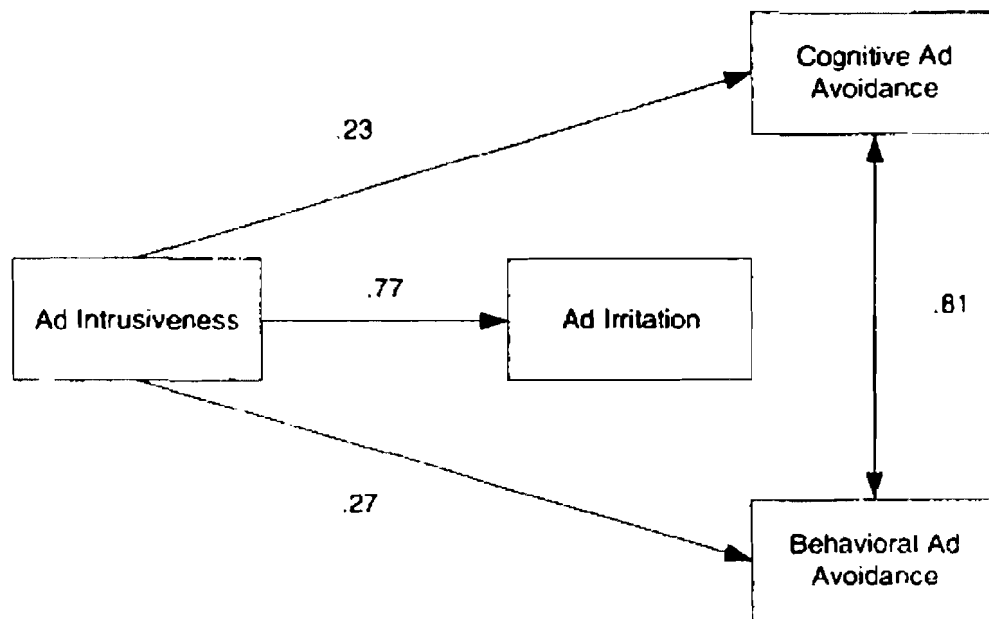 Cognitive Ad
Avoidance
.23
.77
Ad Intrusiveness
Ad Irritation
.81
.27
Behavioral Ad
Avoidance